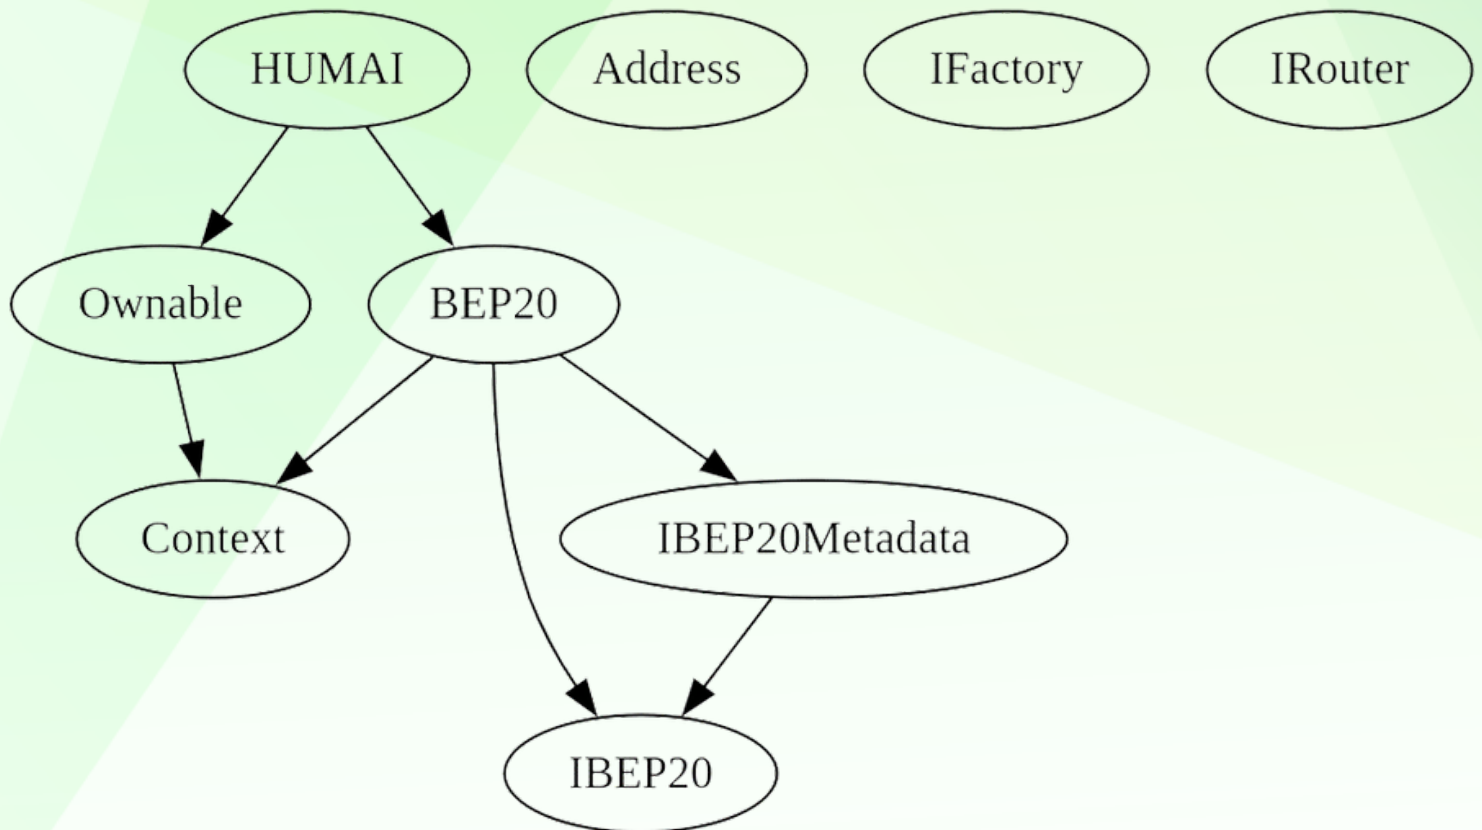 HUMAI
Address
IFactory
IRouter
Ownable
BEP20
Context
IBEP20Metadata
IBEP20